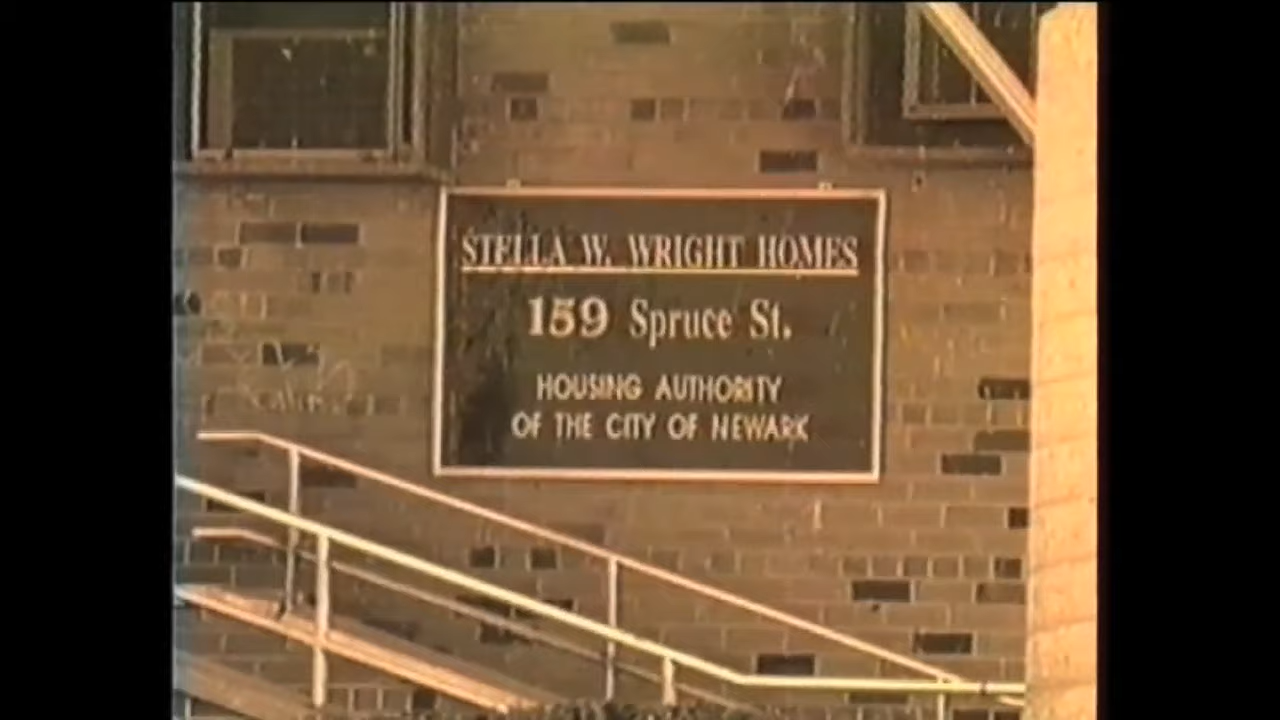 STELLA W. WRIGHT HOMES
159 Spruce St.
HOUSING AUTHORITY
OF THE CITY OF NEWARK